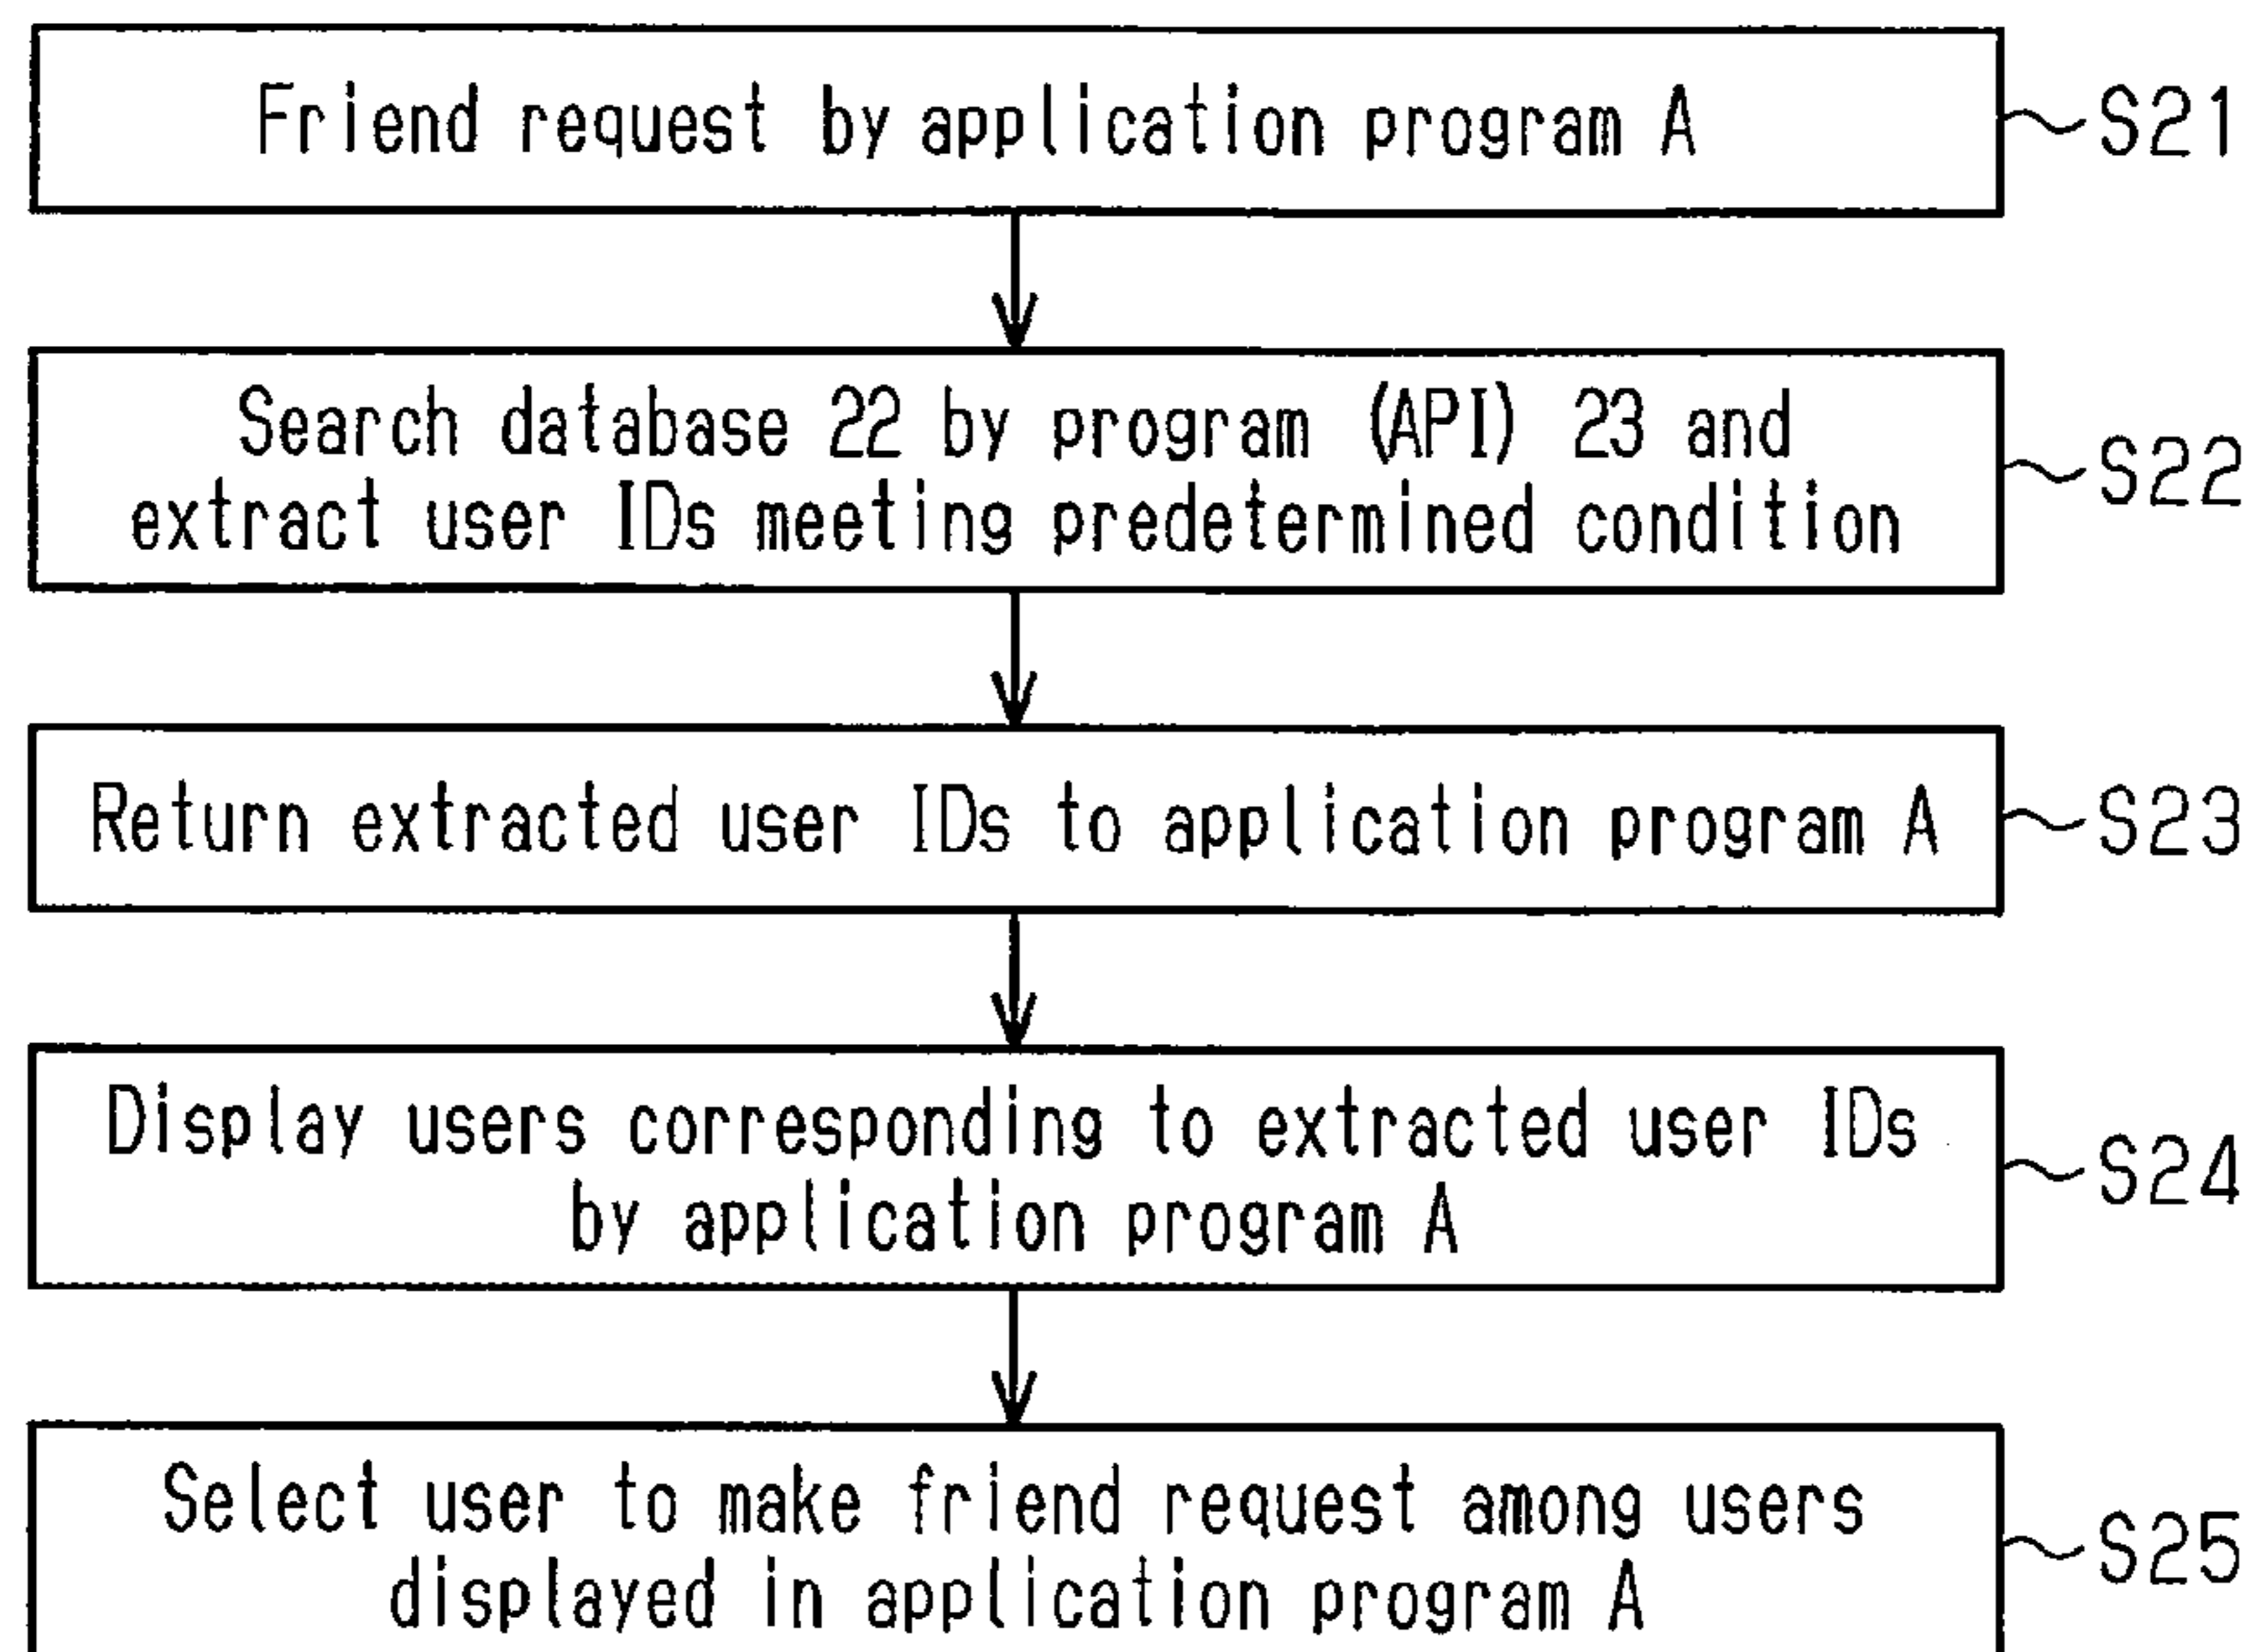 Friend request by application program A
S21
Search database 22 by program (API) 23 and
extract user IDs meeting predetermined condition
S22
Return extracted user IDs to application program A
S23
Display users corresponding to extracted user IDs
by application program A
S24
Select user to make friend request among users
displayed in application program A
S25